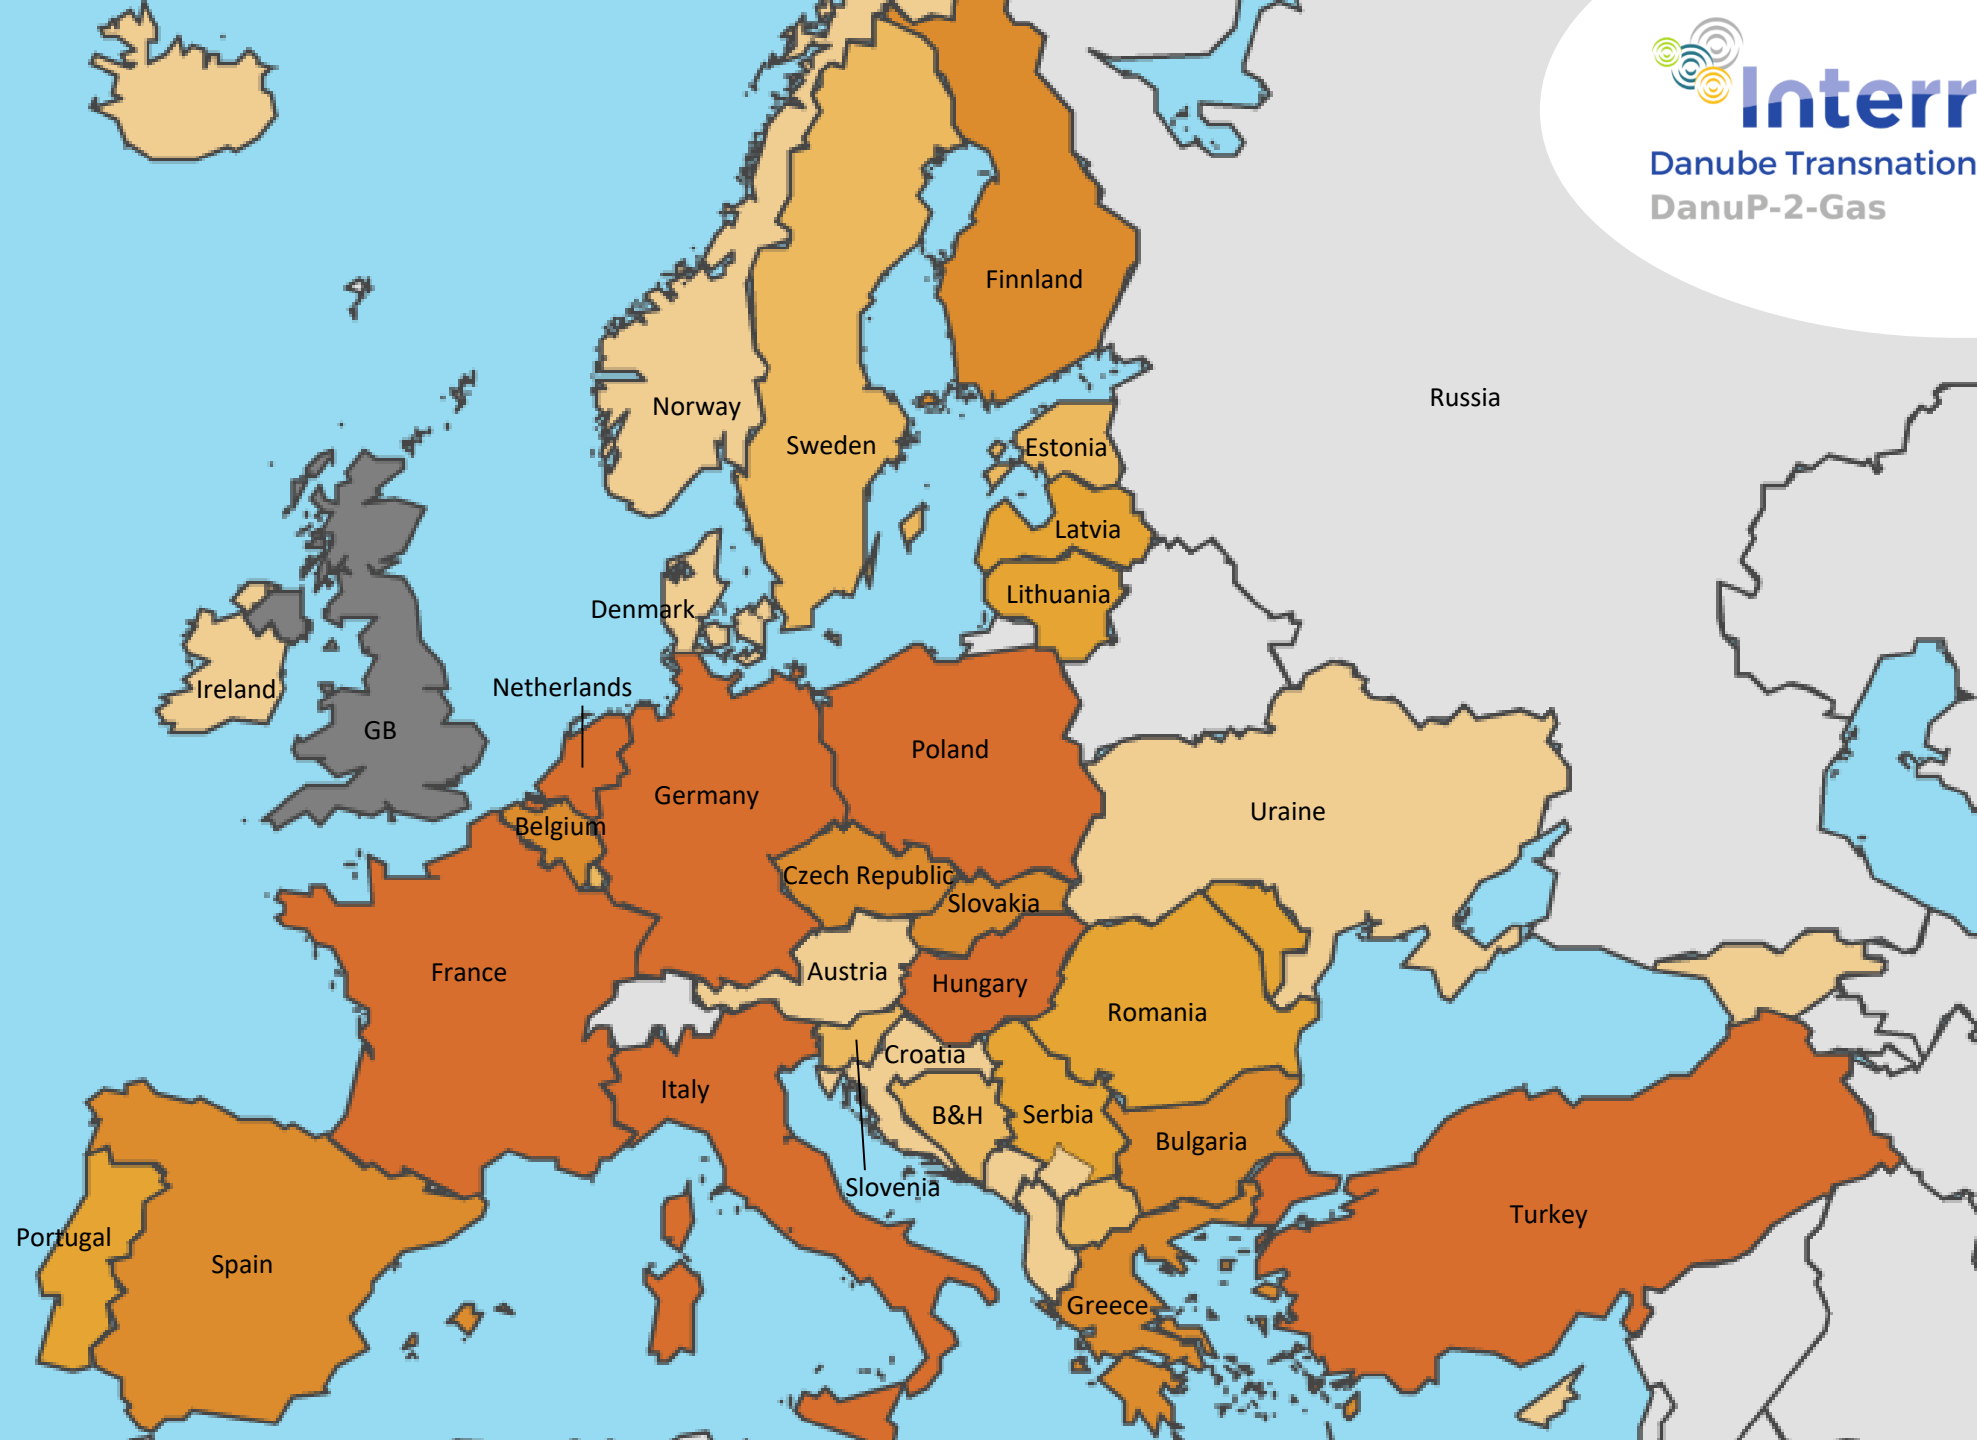 Interr
Danube Transnation
DanuP-2-Gas
Finnland
Russia
Norway
Sweden
Estonia
Latvia
Lithuania
Denmark
Ireland
Netherlands
GB
Poland
Germany
Uraine
Belgium
Czech Republic
Slovakia
France
Austria
Hungary
Romania
Croatia
Italy
B&H
Serbia
Bulgaria
Slovenia
Turkey
Portugal
Spain
Greece